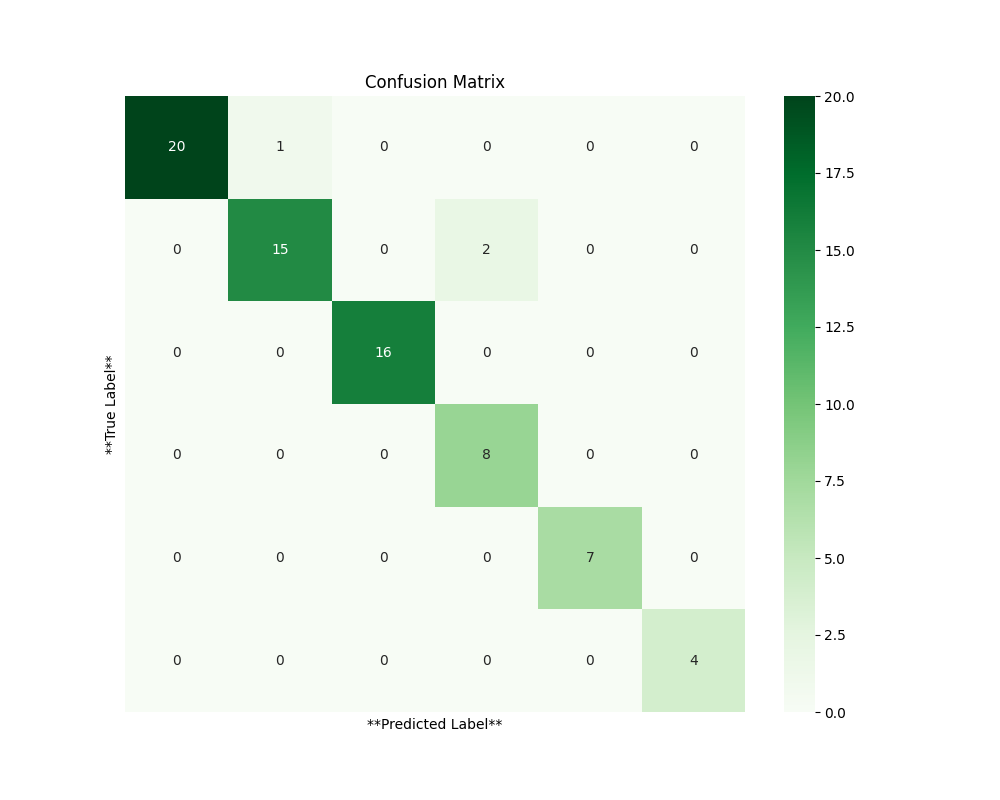 Confusion Matrix
20 1 0 0 0 0
0 15 0 2 0 0
0 0 16 0 0 0
0 0 0 8 0 0
0 0 0 0 7 0
0 0 0 0 0 4
**True Label**
**Predicted Label**
20.0
17.5
15.0
12.5
10.0
7.5
5.0
2.5
0.0